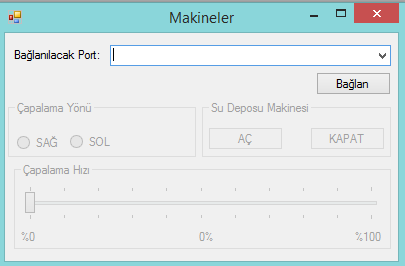 Makineler
Bağlanılacak Port:
Bağlan
Çapalama Yönü
SAĞ SOL
Su Deposu Makinesi
AÇ KAPAT
Çapalama Hızı
%0 0% %100